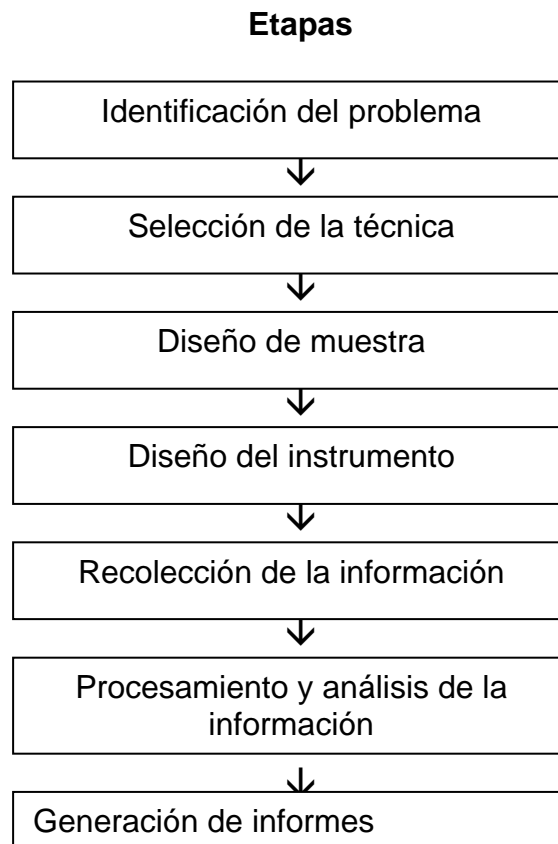 Etapas
Identificación del problema
Selección de la técnica
Diseño de muestra
Diseño del instrumento
Recolección de la información
Procesamiento y análisis de la
información
Generación de informes